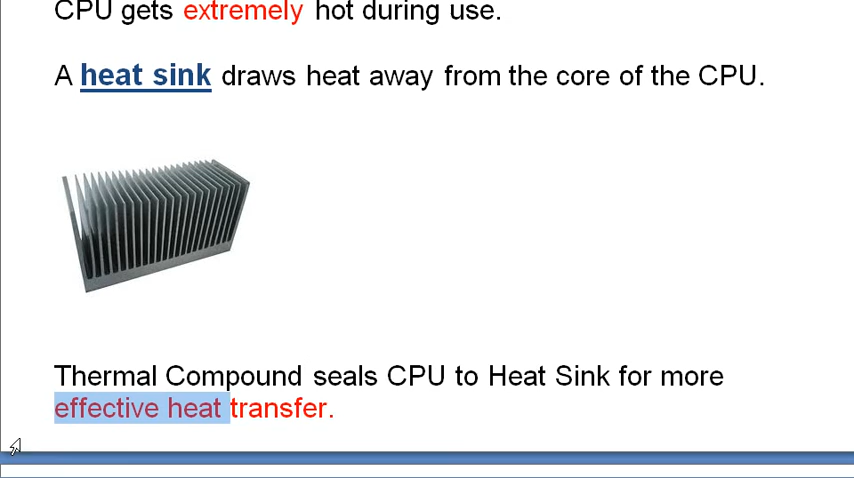 CPU gets extremely hot during use.
A heat sink draws heat away from the core of the CPU.
Thermal Compound seals CPU to Heat Sink for more
effective heat transfer.